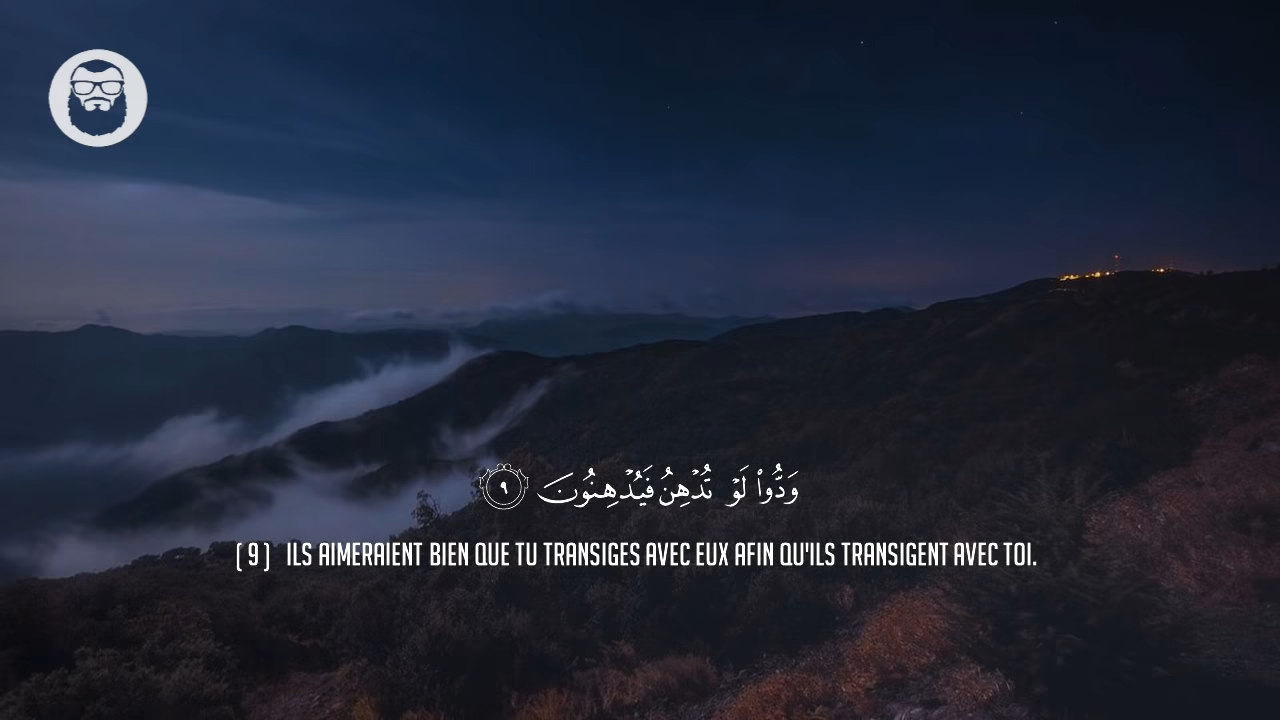 وَدُّوا۟ لَوْ تُدْهِنُ فَيُدْهِنُونَ ٩
( 9 ) ILS AIMERAIENT BIEN QUE TU TRANSIGES AVEC EUX AFIN QU'ILS TRANSIGENT AVEC TOI.